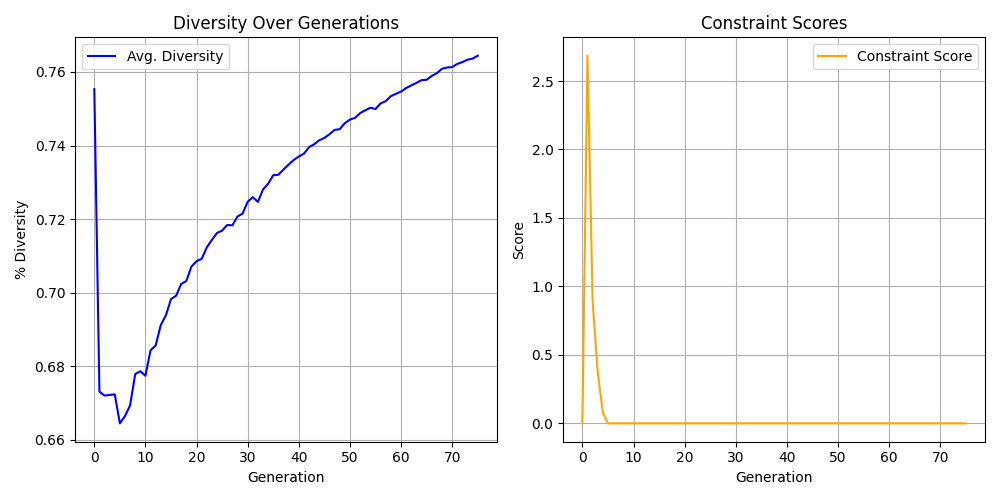 Diversity Over Generations
Avg. Diversity
% Diversity
0.76
0.74
0.72
0.70
0.68
0.66
0 10 20 30 40 50 60 70
Generation
Constraint Scores
Constraint Score
Score
2.5
2.0
1.5
1.0
0.5
0.0
0 10 20 30 40 50 60 70
Generation